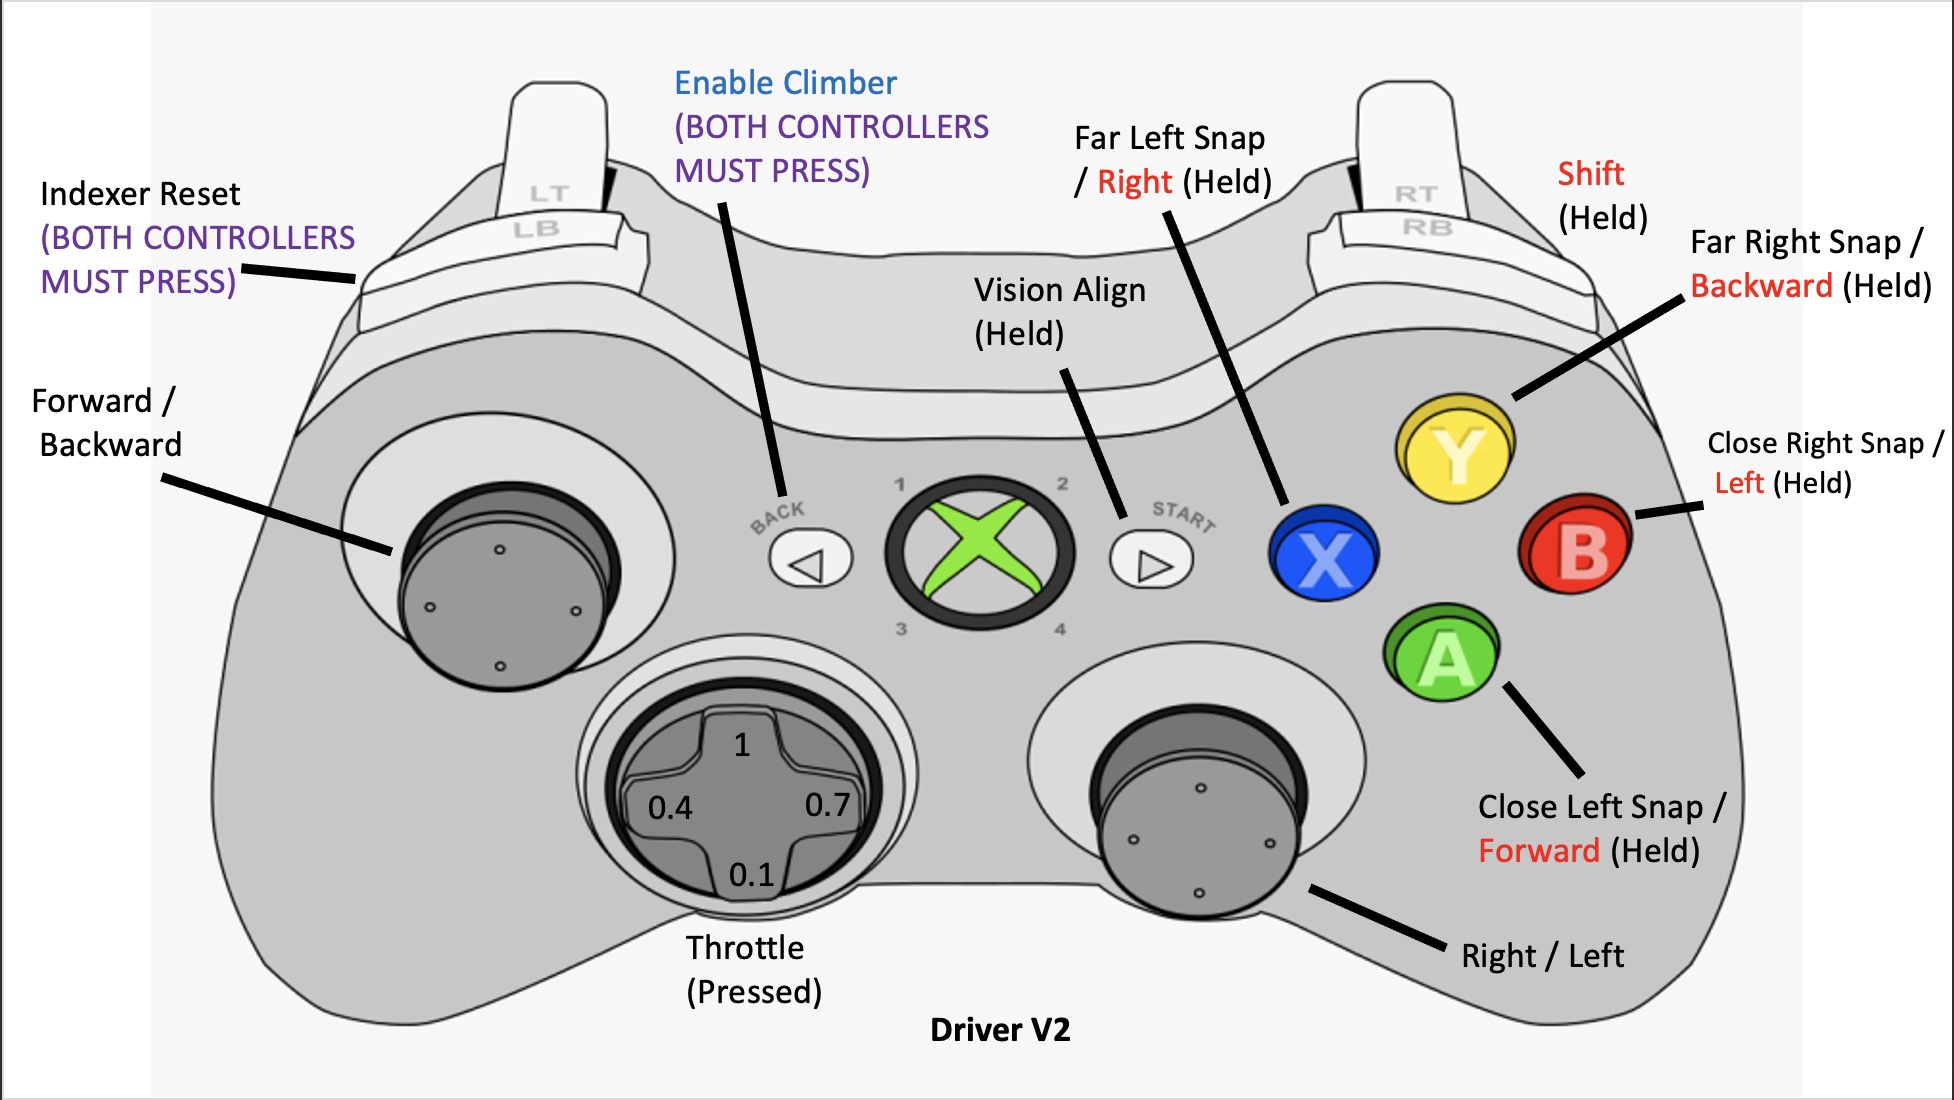 Enable Climber
(BOTH CONTROLLERS
MUST PRESS)
Far Left Snap
/ Right (Held)
Shift
(Held)
Indexer Reset
(BOTH CONTROLLERS
MUST PRESS)
LT
LB
RT
RB
Far Right Snap /
Backward (Held)
Vision Align
(Held)
Forward /
Backward
Close Right Snap /
Left (Held)
BACK
1
2
3
4
START
Y
X
B
A
1
0.4
0.7
0.1
Close Left Snap /
Forward (Held)
Throttle
(Pressed)
Right / Left
Driver V2